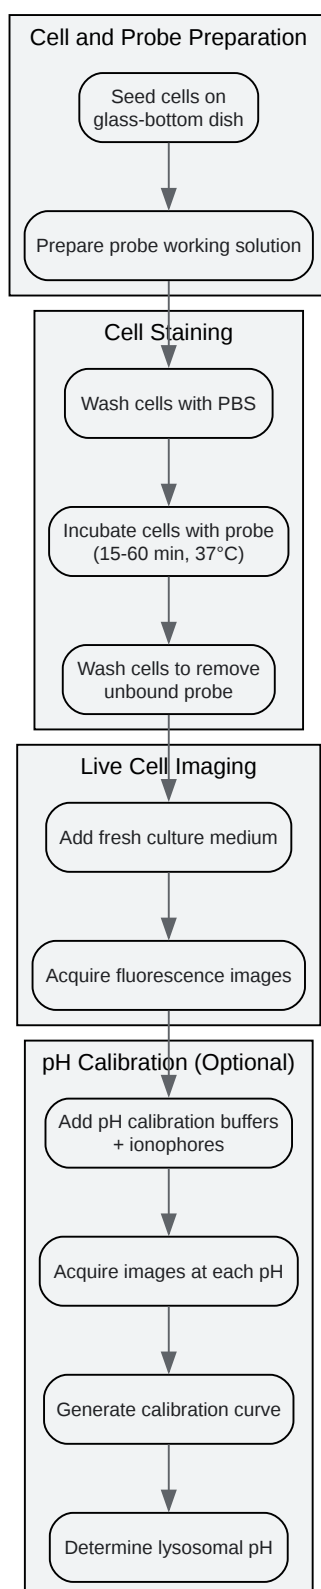 Cell and Probe Preparation
Seed cells on
glass-bottom dish
Prepare probe working solution
Cell Staining
Wash cells with PBS
Incubate cells with probe
(15-60 min, 37°C)
Wash cells to remove
unbound probe
Live Cell Imaging
Add fresh culture medium
Acquire fluorescence images
pH Calibration (Optional)
Add pH calibration buffers
+ ionophores
Acquire images at each pH
Generate calibration curve
Determine lysosomal pH